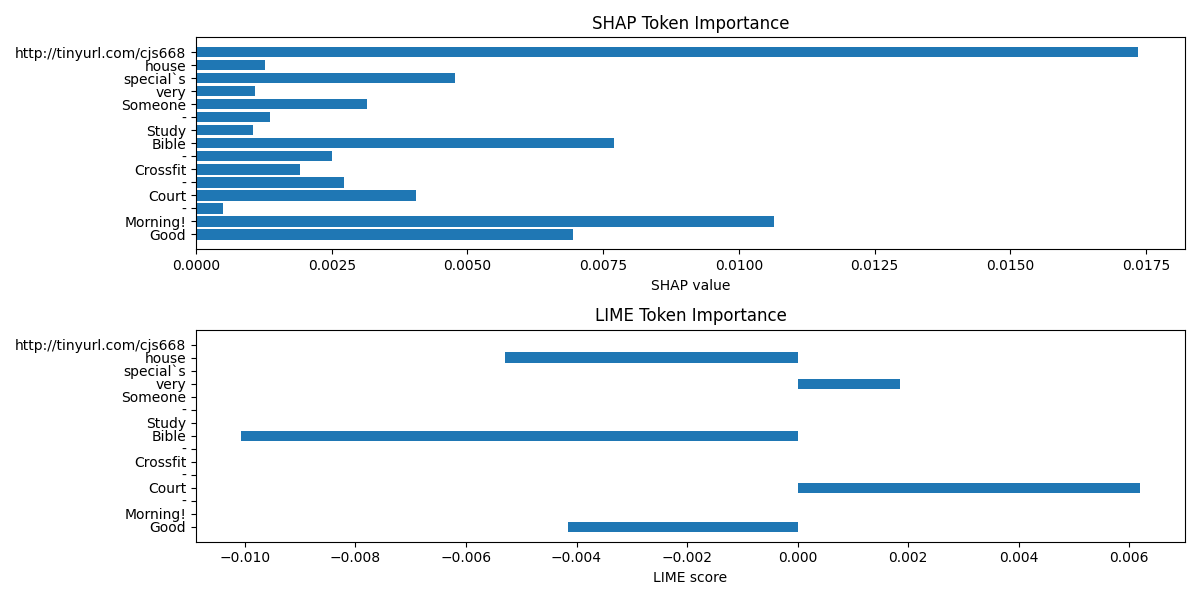 SHAP Token Importance
http://tinyurl.com/cjs668
house
special`s
very
Someone
-
Study
Bible
-
Crossfit
-
Court
-
Morning!
Good
0.0000 0.0025 0.0050 0.0075 0.0100 0.0125 0.0150 0.0175
SHAP value
LIME Token Importance
http://tinyurl.com/cjs668
house
special`s
very
Someone
-
Study
Bible
-
Crossfit
-
Court
-
Morning!
Good
−0.010 −0.008 −0.006 −0.004 −0.002 0.000 0.002 0.004 0.006
LIME score